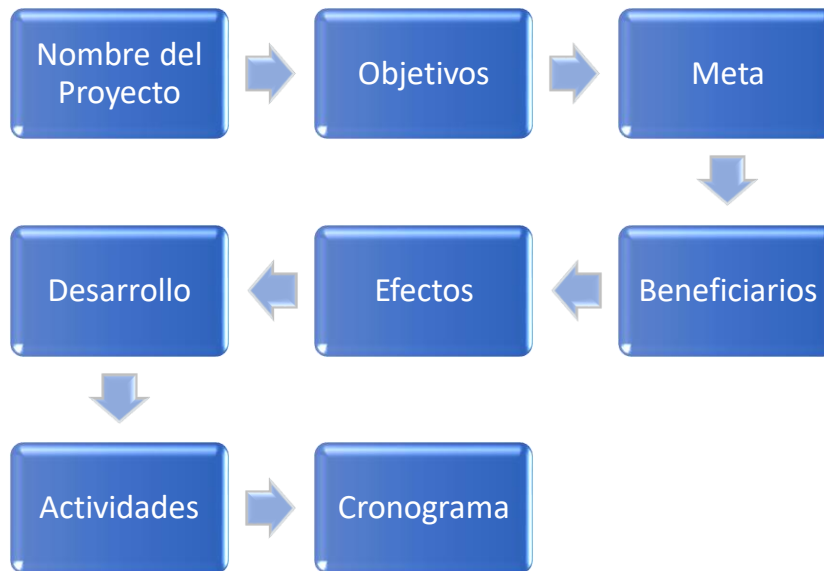 Nombre del
Proyecto
Objetivos
Meta
Beneficiarios
Efectos
Desarrollo
Actividades
Cronograma